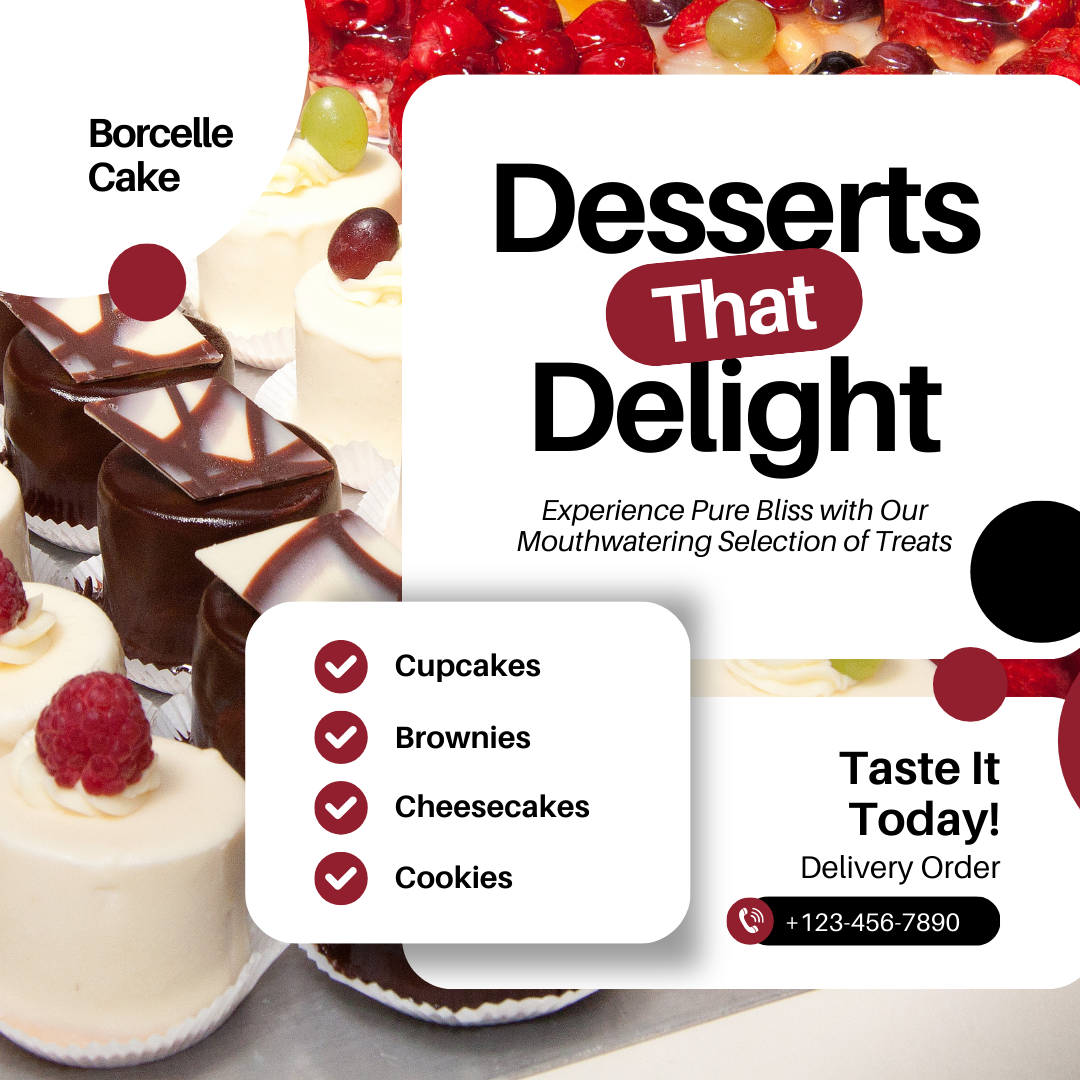 Borcelle
Cake
Desserts
That
Delight
Experience Pure Bliss with Our
Mouthwatering Selection of Treats
Cupcakes
Brownies
Cheesecakes
Cookies
Taste It
Today!
Delivery Order
+123-456-7890